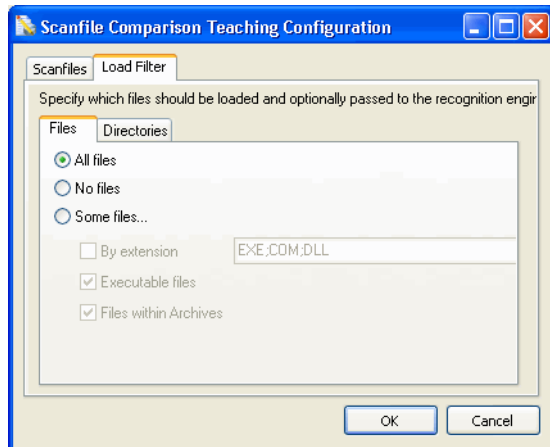 Scanfile Comparison Teaching Configuration
Scanfiles Load Filter
Specify which files should be loaded and optionally passed to the recognition engir
Files Directories
All files
No files
Some files...
By extension EXE;COM;DLL
Executable files
Files within Archives
OK Cancel